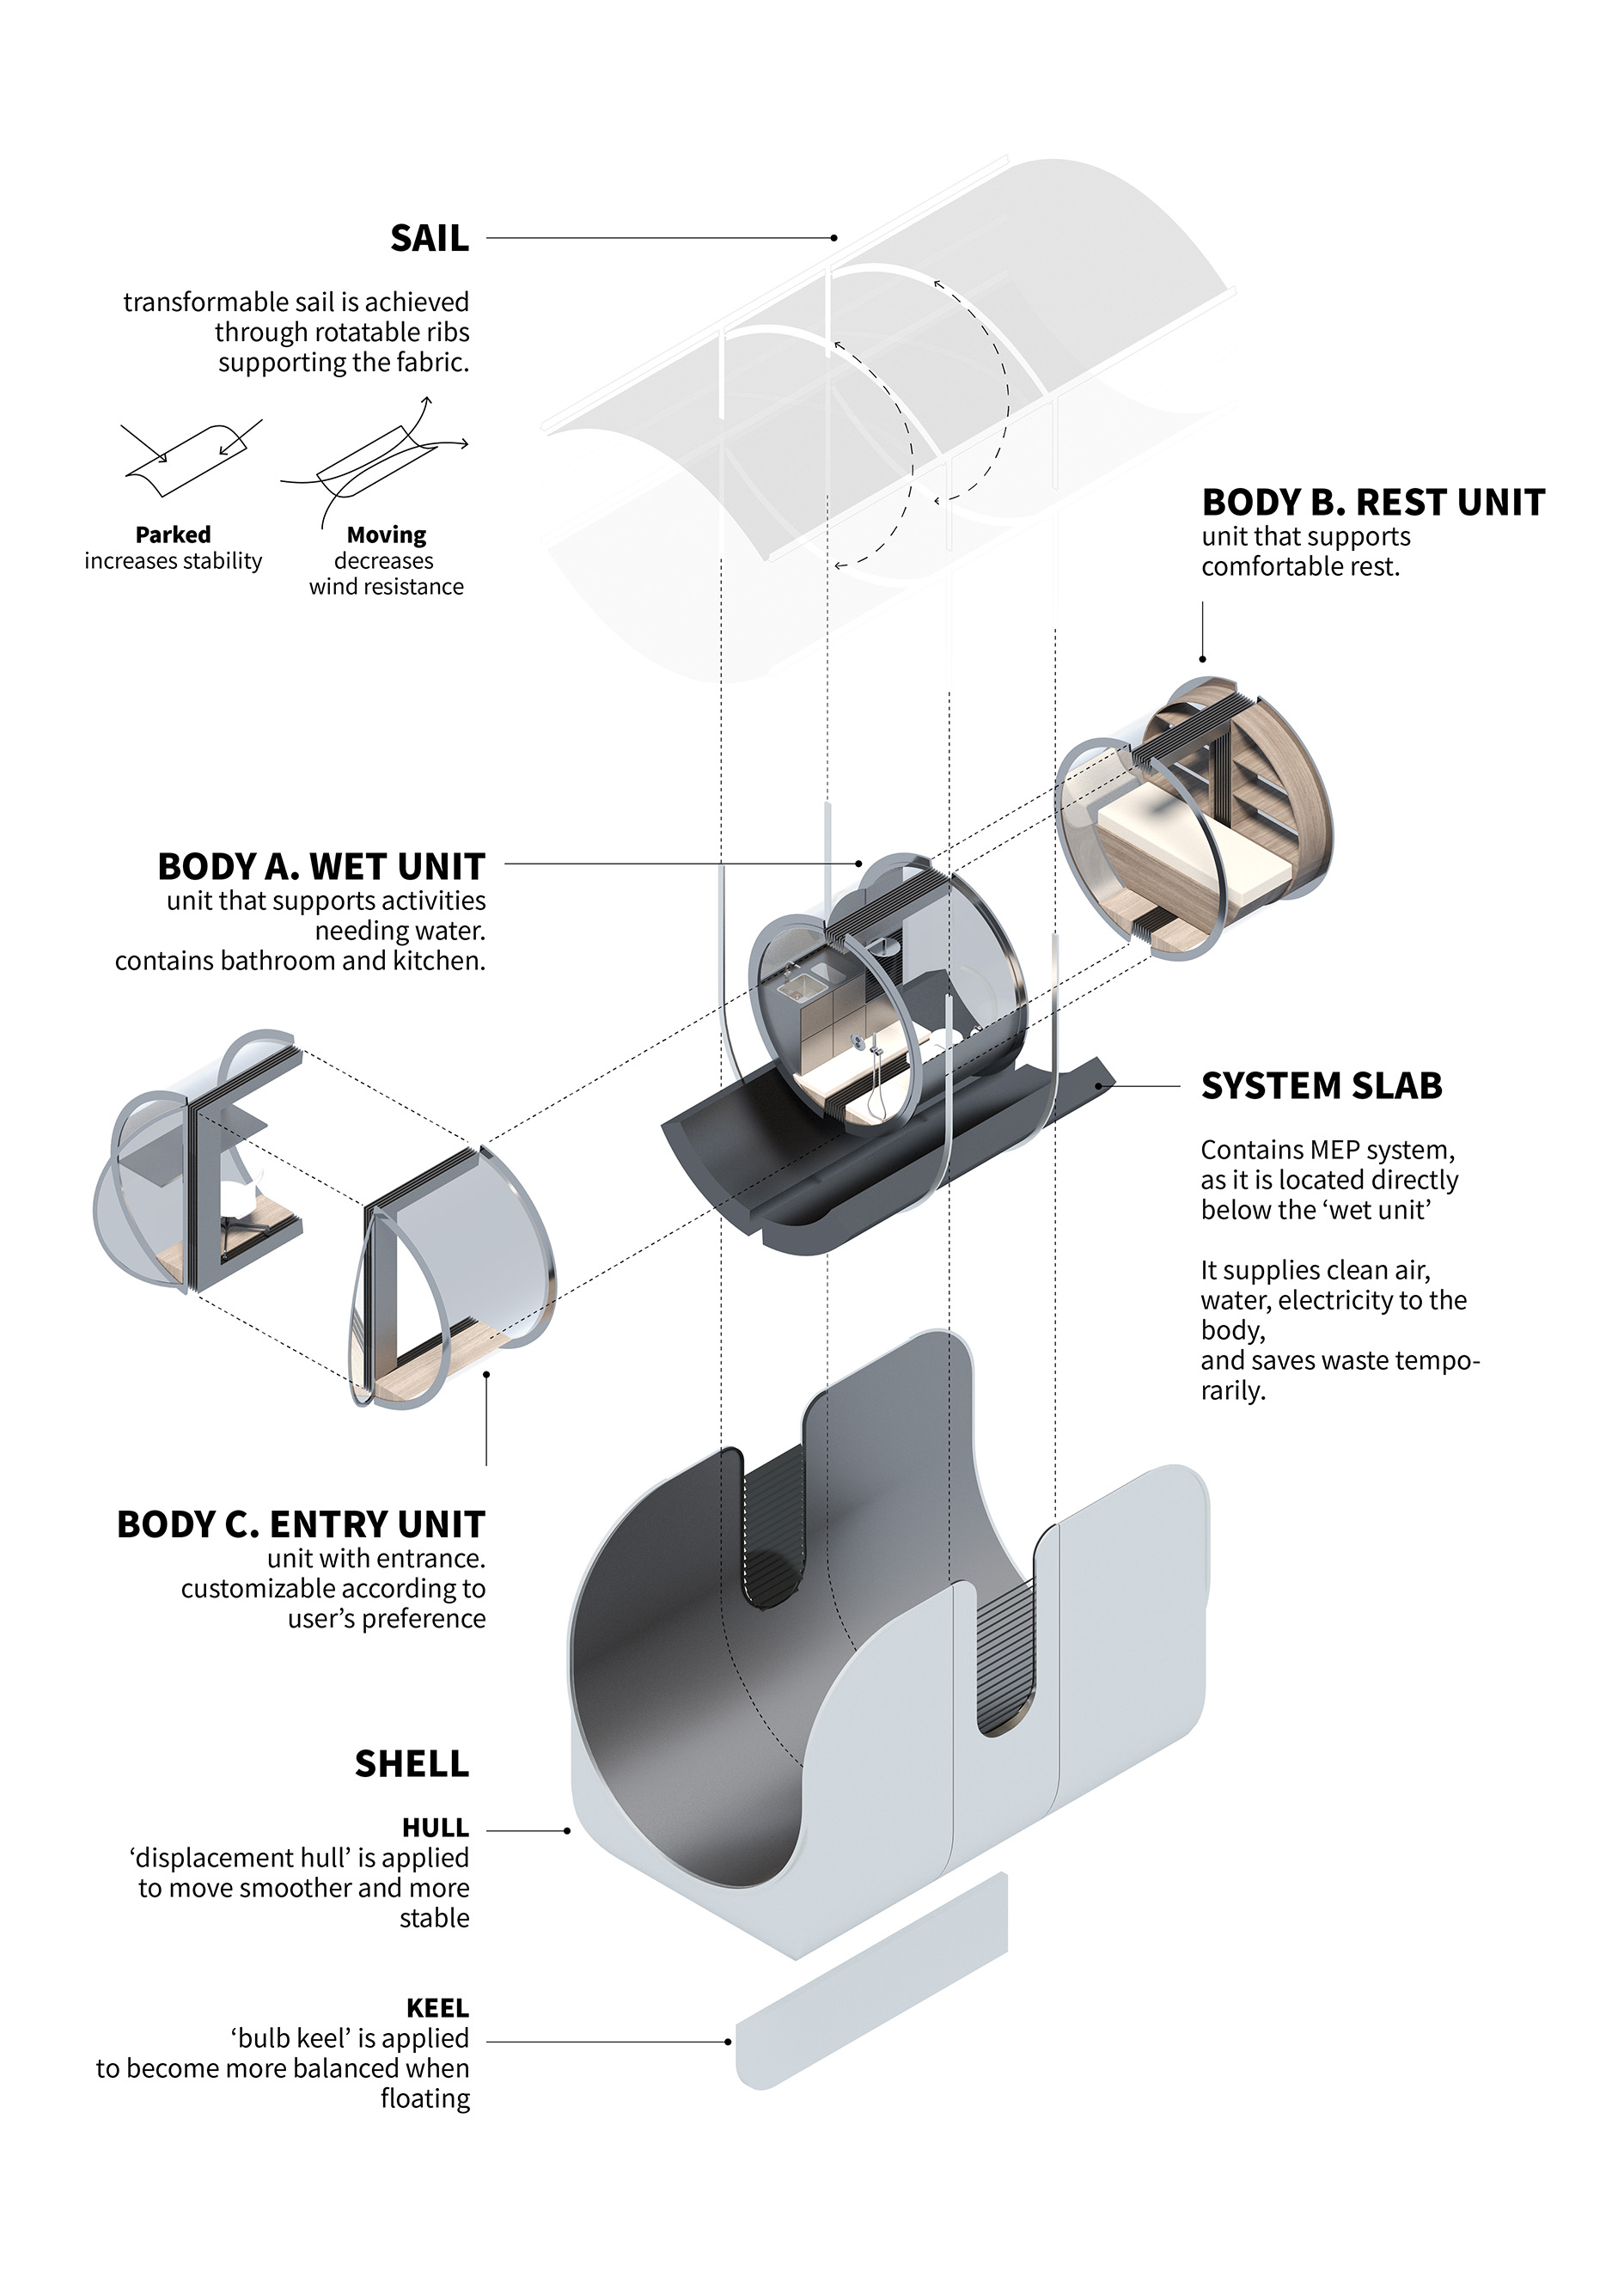 SAIL
transformable sail is achieved
through rotatable ribs
supporting the fabric.
Parked
increases stability
Moving
decreases
wind resistance
BODY B. REST UNIT
unit that supports
comfortable rest.
BODY A. WET UNIT
unit that supports activities
needing water.
contains bathroom and kitchen.
SYSTEM SLAB
Contains MEP system,
as it is located directly
below the ‘wet unit’
It supplies clean air,
water, electricity to the
body,
and saves waste tempo-
rarily.
BODY C. ENTRY UNIT
unit with entrance.
customizable according to
user’s preference
SHELL
HULL
‘displacement hull’ is applied
to move smoother and more
stable
KEEL
‘bulb keel’ is applied
to become more balanced when
floating